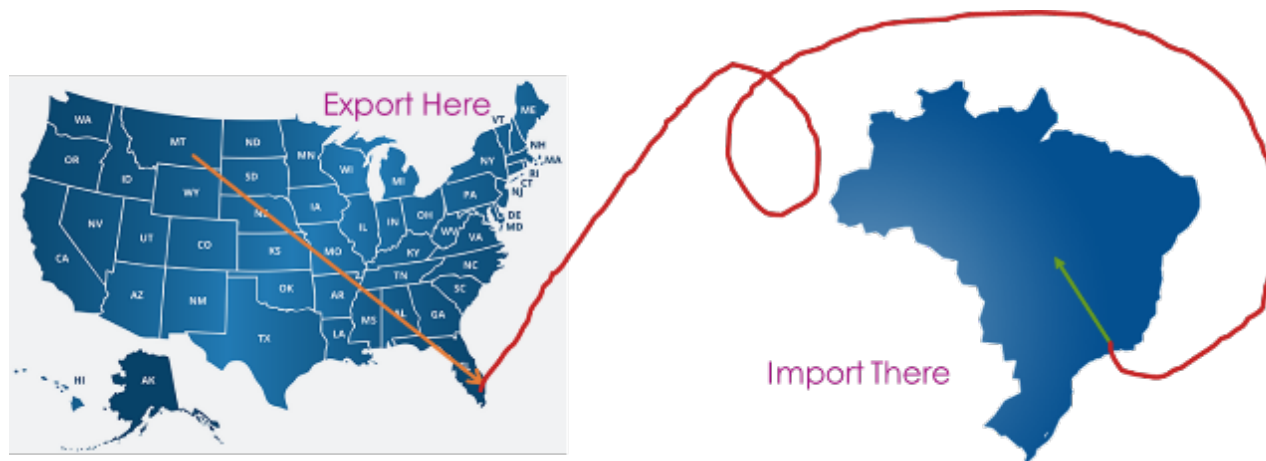 Export Here
WA
MT
ND
MN
ME
VT
NH
MA
RI
CT
NJ
OR
ID
WY
SD
WI
MI
NY
PA
DE
MD
NV
UT
CO
IA
IL
IN
OH
WV
VA
CA
KS
MO
KY
NC
AZ
NM
OK
AR
TN
SC
TX
LA
MS
AL
GA
HI
AK
Import There